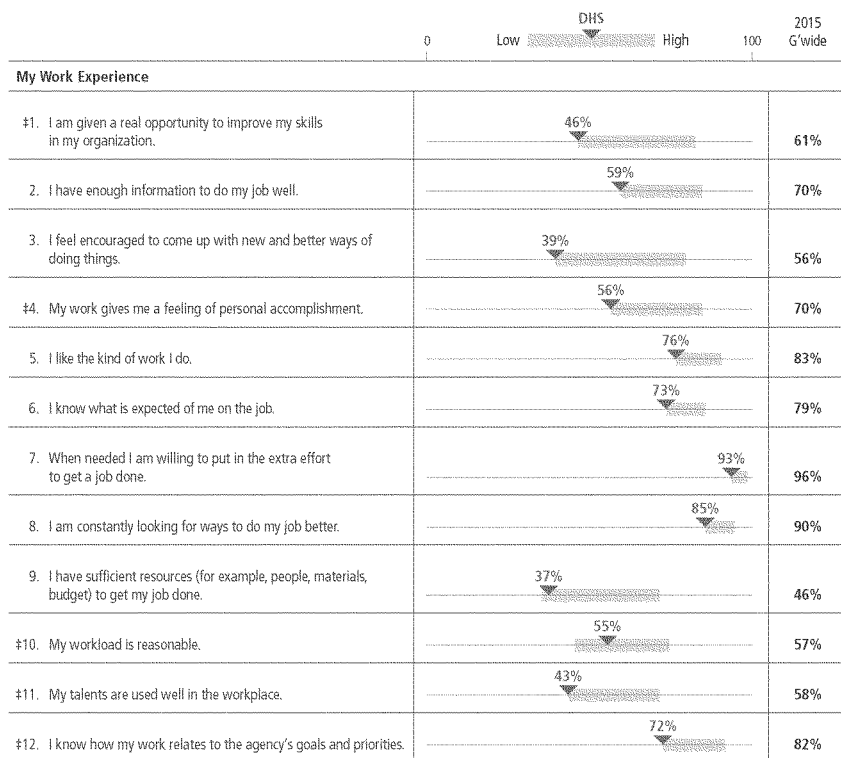 DHS
0 Low High 100
2015
G'wide
My Work Experience
‡1. I am given a real opportunity to improve my skills
in my organization.
46%
61%
2. I have enough information to do my job well.
59%
70%
3. I feel encouraged to come up with new and better ways of
doing things.
39%
56%
‡4. My work gives me a feeling of personal accomplishment.
56%
70%
5. I like the kind of work I do.
76%
83%
6. I know what is expected of me on the job.
73%
79%
7. When needed I am willing to put in the extra effort
to get a job done.
93%
96%
8. I am constantly looking for ways to do my job better.
85%
90%
9. I have sufficient resources (for example, people, materials,
budget) to get my job done.
37%
46%
‡10. My workload is reasonable.
55%
57%
‡11. My talents are used well in the workplace.
43%
58%
‡12. I know how my work relates to the agency's goals and priorities.
72%
82%